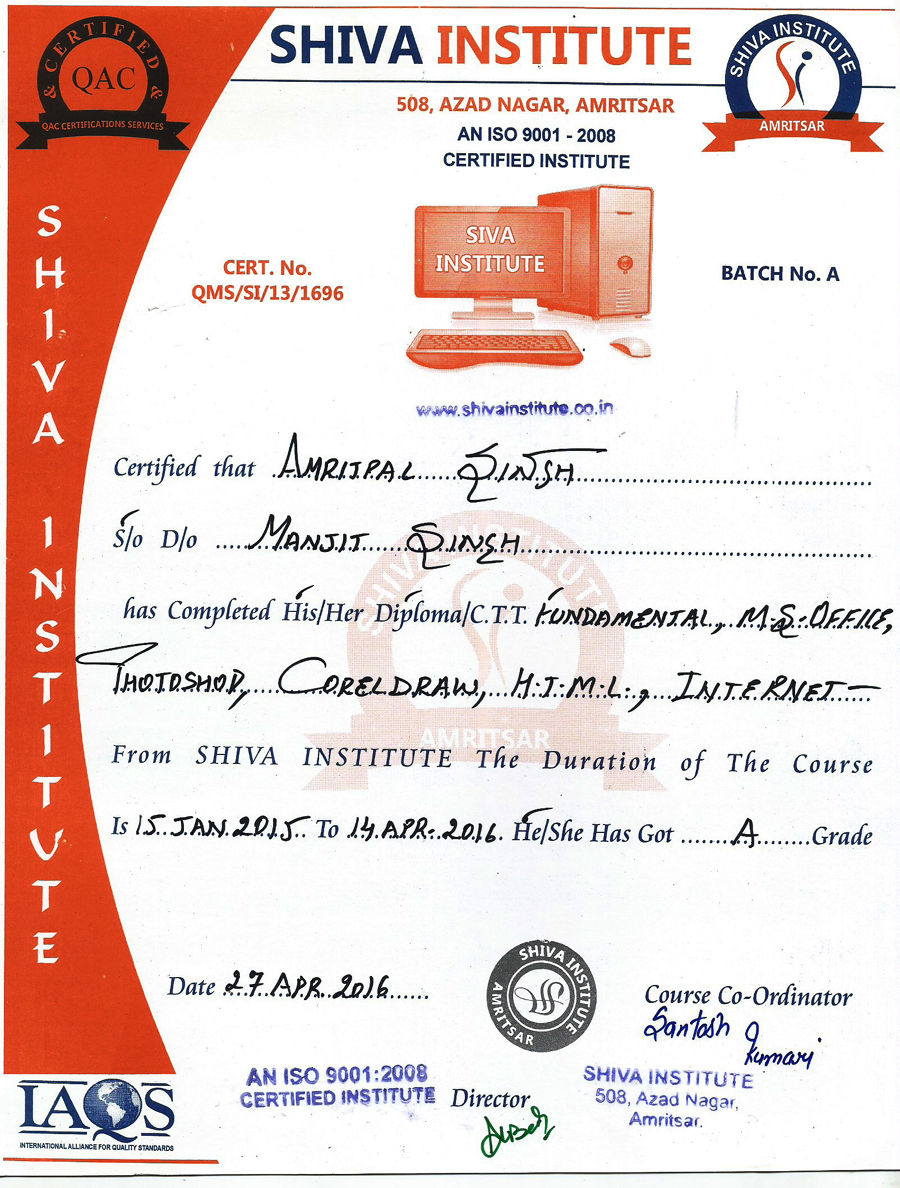 SHIVA INSTITUTE
CERTIFIED
& &
QAC
QAC CERTIFICATIONS SERVICES
SHIVA INSTITUTE
AMRITSAR
508, AZAD NAGAR, AMRITSAR
AN ISO 9001 - 2008
CERTIFIED INSTITUTE
SHIVA INSTITUTE
SIVA
INSTITUTE
CERT. No.
QMS/SI/13/1696
BATCH No. A
www.shivainstitute.co.in
Certified that AMRITPAL SINGH
S/o D/o MANJIT SINGH
has Completed His/Her Diploma/C.T.T. FUNDAMENTAL, M.S.OFFICE,
PHOTOSHOP, CORELDRAW, H.T.M.L., INTERNET-
SHIVA INSTITUTE
AMRITSAR
From SHIVA INSTITUTE The Duration of The Course
Is 15 JAN. 2015 To 14 APR. 2016. He/She Has Got A Grade
Date 27 APR. 2016
SHIVA INSTITUTE
AMRITSAR
Course Co-Ordinator
Santosh
Kumari
AN ISO 9001:2008
CERTIFIED INSTITUTE
Director
SHIVA INSTITUTE
508, Azad Nagar,
Amritsar.
IAQS
INTERNATIONAL ALLIANCE FOR QUALITY STANDARDS